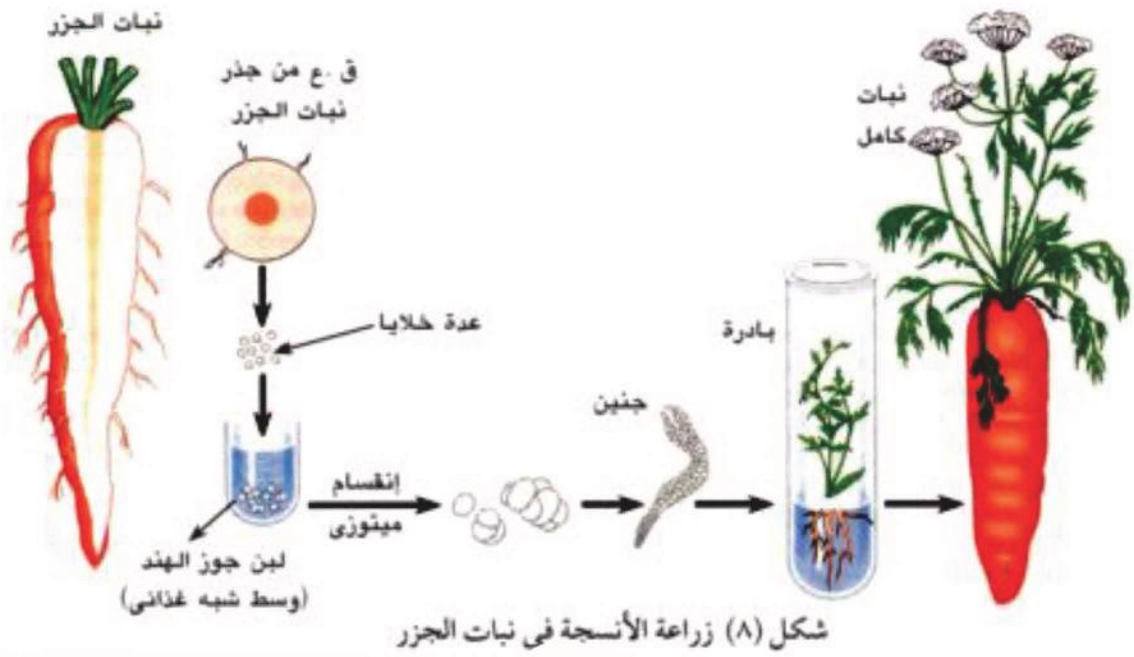 نبات الجزر
ق .ع من جذر
نبات الجزر
عدة خلايا
لبن جوز الهند
(وسط شبه غذائى)
إنقسام
ميتوزى
جنين
بادرة
نبات
كامل
شكل (٨) زراعة الأنسجة فى نبات الجزر